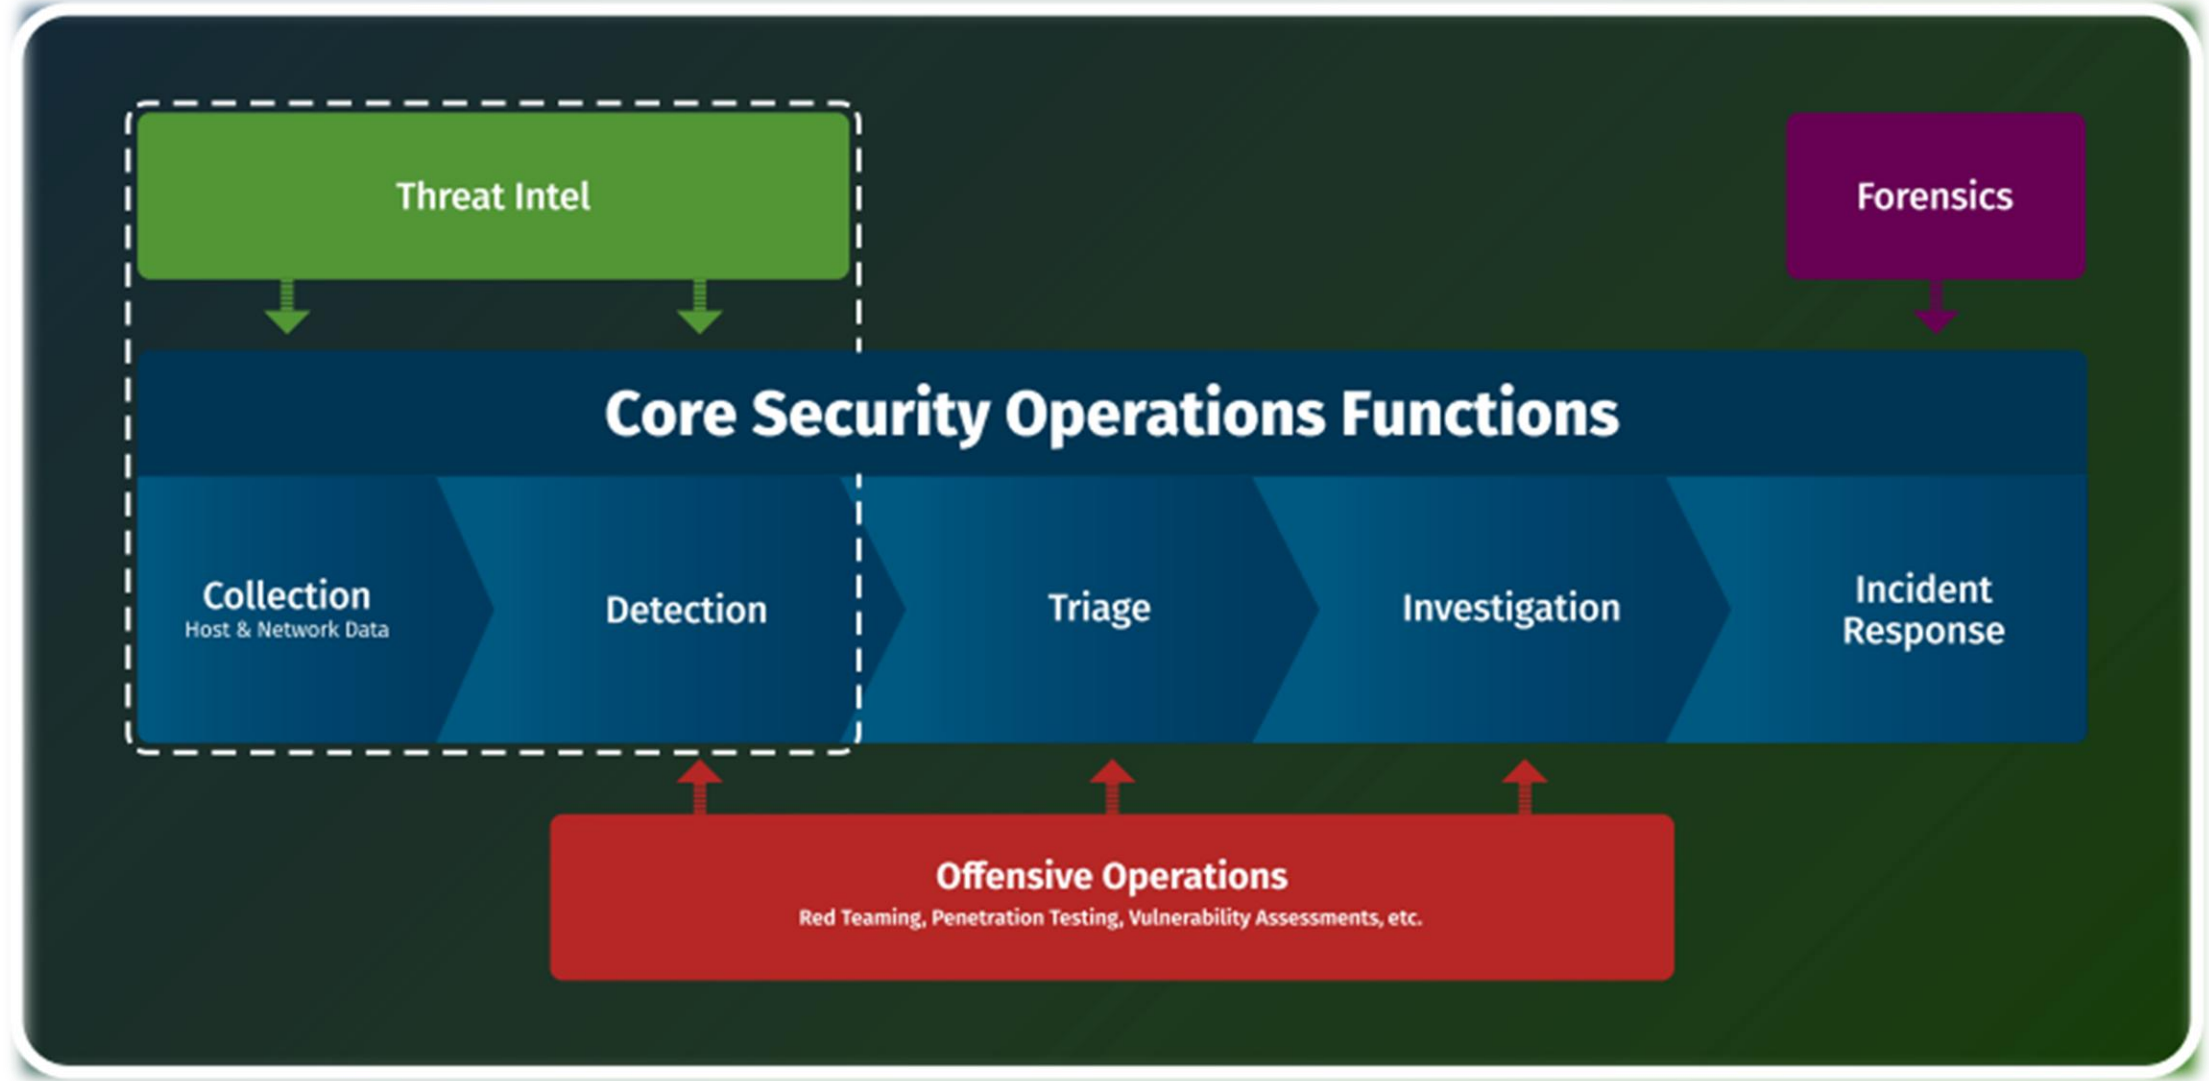 Threat Intel
Forensics
Core Security Operations Functions
Collection
Host & Network Data
Detection
Triage
Investigation
Incident
Response
Offensive Operations
Red Teaming, Penetration Testing, Vulnerability Assessments, etc.